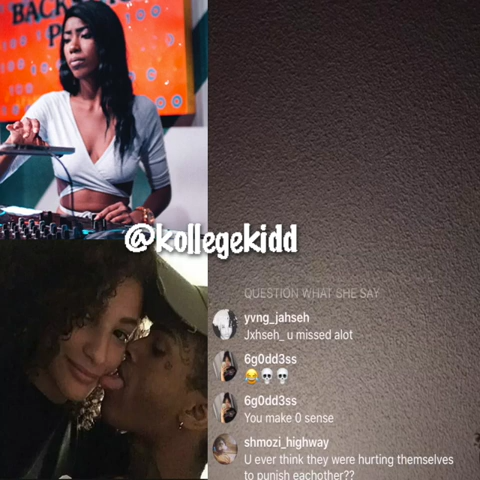 BACKS
P
@kollegekidd
QUESTION WHAT SHE SAY
yvng_jahseh
Jxhseh_ u missed alot
6g0dd3ss
😂💀💀
6g0dd3ss
You make 0 sense
shmozi_highway
U ever think they were hurting themselves
to punish eachother??